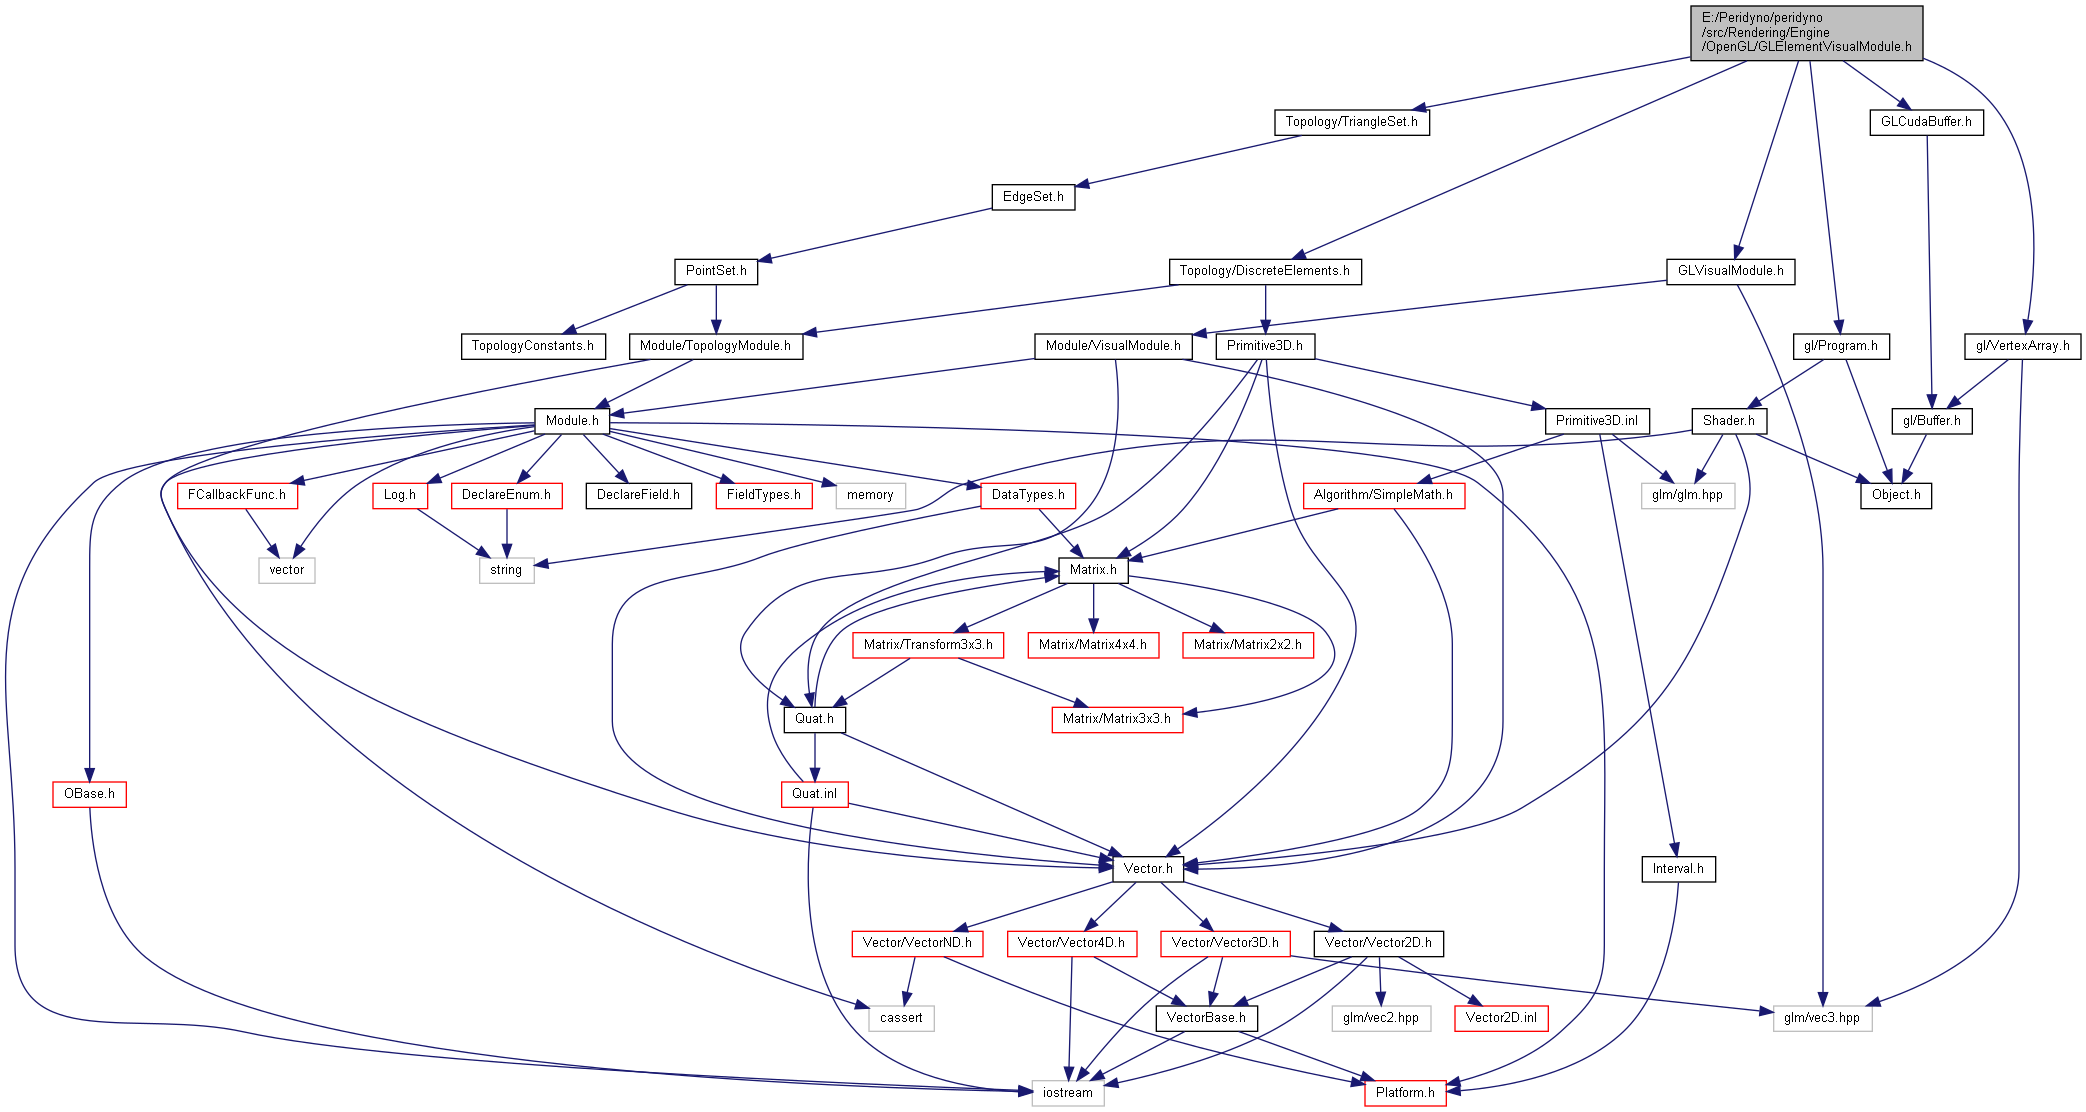 E:/Peridyno/peridyno
/src/Rendering/Engine
/OpenGL/GLElementVisualModule.h
Topology/TriangleSet.h
GLCudaBuffer.h
EdgeSet.h
PointSet.h
Topology/DiscreteElements.h
GLVisualModule.h
TopologyConstants.h
Module/TopologyModule.h
Module/VisualModule.h
Primitive3D.h
gl/Program.h
gl/VertexArray.h
Module.h
Primitive3D.inl
Shader.h
gl/Buffer.h
FCallbackFunc.h
Log.h
DeclareEnum.h
DeclareField.h
FieldTypes.h
memory
DataTypes.h
Algorithm/SimpleMath.h
glm/glm.hpp
Object.h
vector
string
Matrix.h
Matrix/Transform3x3.h
Matrix/Matrix4x4.h
Matrix/Matrix2x2.h
Quat.h
Matrix/Matrix3x3.h
OBase.h
Quat.inl
Vector.h
Interval.h
Vector/VectorND.h
Vector/Vector4D.h
Vector/Vector3D.h
Vector/Vector2D.h
cassert
VectorBase.h
glm/vec2.hpp
Vector2D.inl
glm/vec3.hpp
iostream
Platform.h